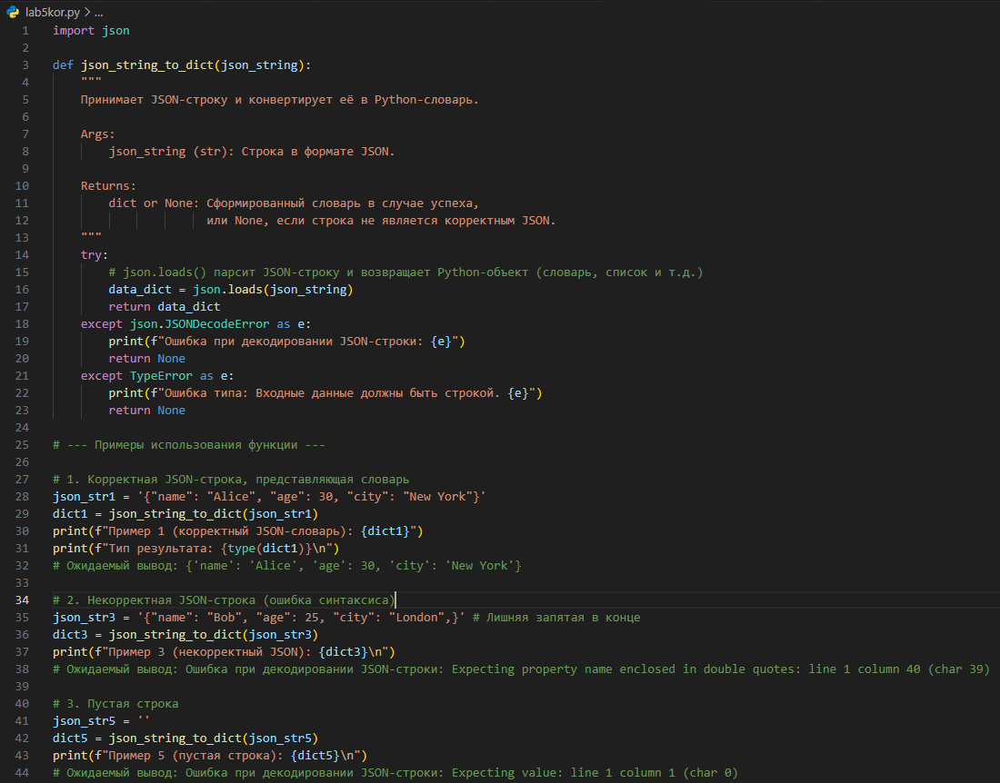 lab5kor.py > ...
1 import json
2
3 def json_string_to_dict(json_string):
4     """
5     Принимает JSON-строку и конвертирует её в Python-словарь.
6
7     Args:
8         json_string (str): Строка в формате JSON.
9
10     Returns:
11         dict or None: Сформированный словарь в случае успеха,
12                       или None, если строка не является корректным JSON.
13     """
14     try:
15         # json.loads() парсит JSON-строку и возвращает Python-объект (словарь, список и т.д.)
16         data_dict = json.loads(json_string)
17         return data_dict
18     except json.JSONDecodeError as e:
19         print(f"Ошибка при декодировании JSON-строки: {e}")
20         return None
21     except TypeError as e:
22         print(f"Ошибка типа: Входные данные должны быть строкой. {e}")
23         return None
24
25 # --- Примеры использования функции ---
26
27 # 1. Корректная JSON-строка, представляющая словарь
28 json_str1 = '{"name": "Alice", "age": 30, "city": "New York"}'
29 dict1 = json_string_to_dict(json_str1)
30 print(f"Пример 1 (корректный JSON-словарь): {dict1}")
31 print(f"Тип результата: {type(dict1)}\n")
32 # Ожидаемый вывод: {'name': 'Alice', 'age': 30, 'city': 'New York'}
33
34 # 2. Некорректная JSON-строка (ошибка синтаксиса)
35 json_str3 = '{"name": "Bob", "age": 25, "city": "London",}' # Лишняя запятая в конце
36 dict3 = json_string_to_dict(json_str3)
37 print(f"Пример 3 (некорректный JSON): {dict3}\n")
38 # Ожидаемый вывод: Ошибка при декодировании JSON-строки: Expecting property name enclosed in double quotes: line 1 column 40 (char 39)
39
40 # 3. Пустая строка
41 json_str5 = ''
42 dict5 = json_string_to_dict(json_str5)
43 print(f"Пример 5 (пустая строка): {dict5}\n")
44 # Ожидаемый вывод: Ошибка при декодировании JSON-строки: Expecting value: line 1 column 1 (char 0)